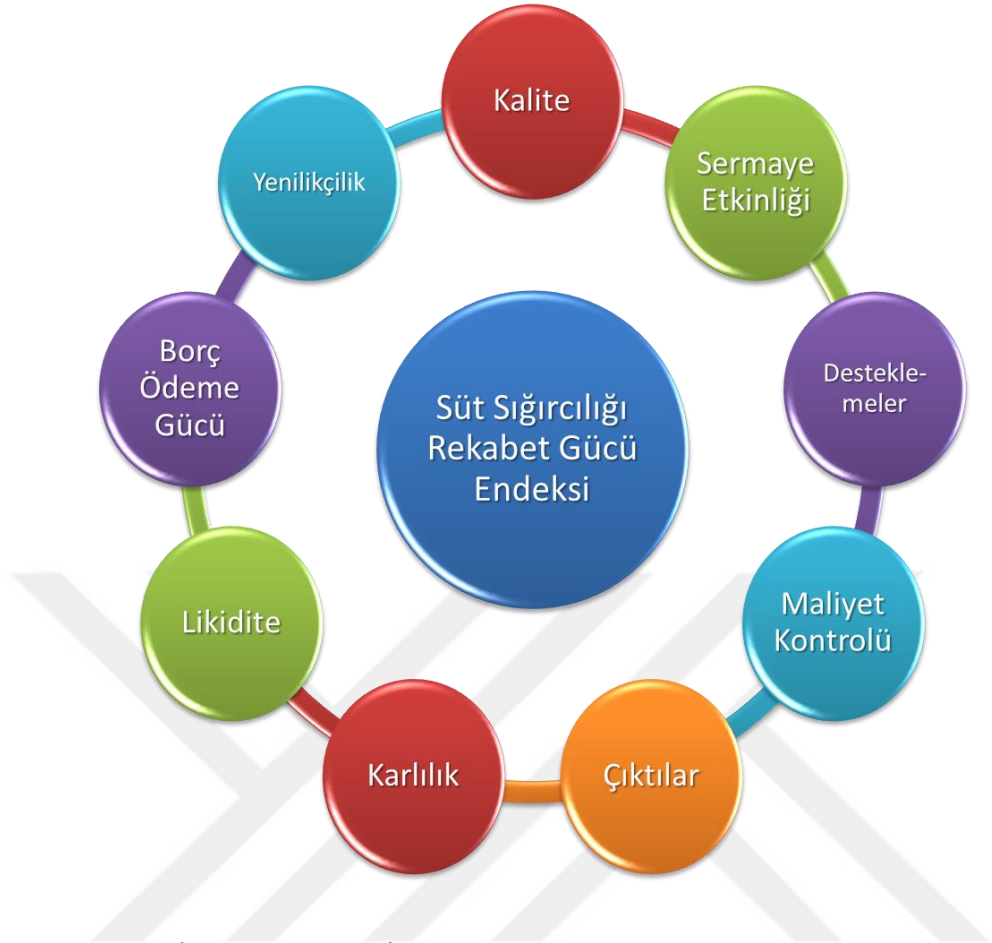 Kalite
Sermaye
Etkinliği
Destekle-
meler
Maliyet
Kontrolü
Çıktılar
Karlılık
Likidite
Borç
Ödeme
Gücü
Yenilikçilik
Süt Sığırcılığı
Rekabet Gücü
Endeksi